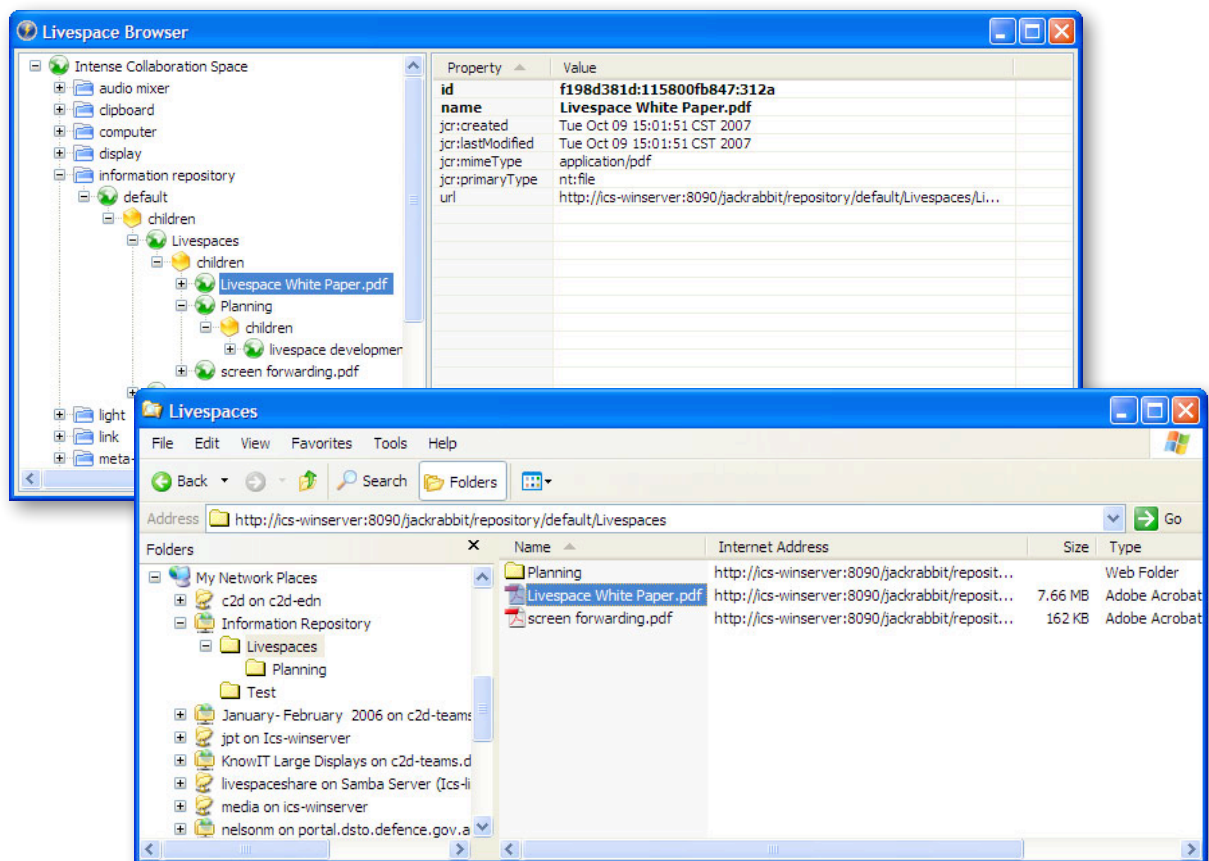 Livespace Browser
Intense Collaboration Space
audio mixer
clipboard
computer
display
information repository
default
children
Livespaces
children
Livespace White Paper.pdf
Planning
children
livespace developmen
screen forwarding.pdf
light
link
meta-
Property Value
id f198d381d:115800fb847:312a
name Livespace White Paper.pdf
jcr:created Tue Oct 09 15:01:51 CST 2007
jcr:lastModified Tue Oct 09 15:01:51 CST 2007
jcr:mimeType application/pdf
jcr:primaryType nt:file
url http://ics-winserver:8090/jackrabbit/repository/default/Livespaces/Li...
Livespaces
File Edit View Favorites Tools Help
Back Search Folders
Address http://ics-winserver:8090/jackrabbit/repository/default/Livespaces Go
Folders x
My Network Places
c2d on c2d-edn
Information Repository
Livespaces
Planning
Test
January- February 2006 on c2d-teams
jpt on Ics-winserver
KnowIT Large Displays on c2d-teams.d
livespaceshare on Samba Server (Ics-li
media on ics-winserver
nelsonm on portal.dsto.defence.gov.a
Name Internet Address Size Type
Planning http://ics-winserver:8090/jackrabbit/reposit... Web Folder
Livespace White Paper.pdf http://ics-winserver:8090/jackrabbit/reposit... 7.66 MB Adobe Acrobat
screen forwarding.pdf http://ics-winserver:8090/jackrabbit/reposit... 162 KB Adobe Acrobat